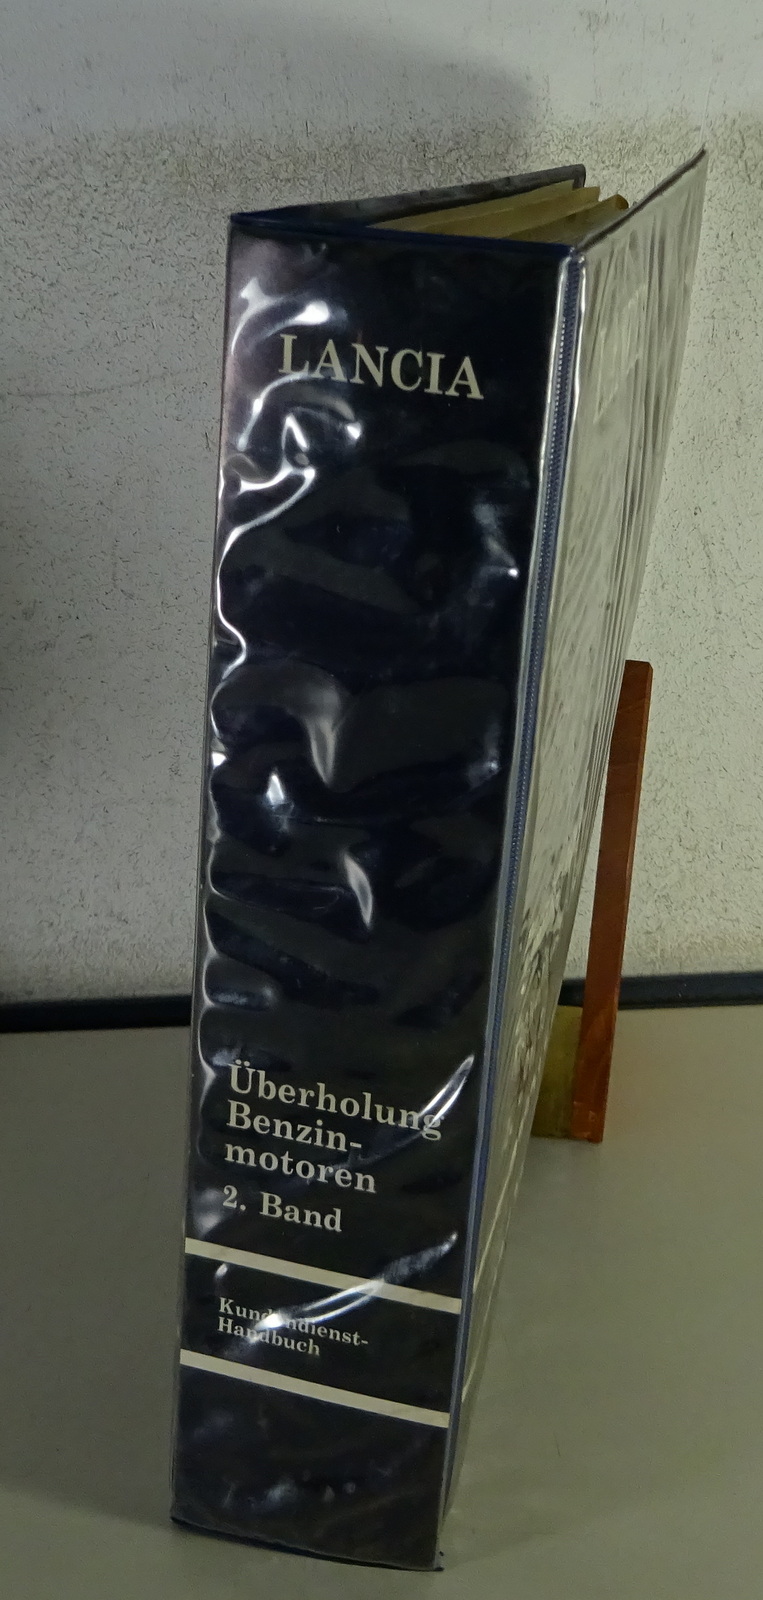 LANCIA
Überholung
Benzin-
motoren
2. Band
Kundendienst-
Handbuch